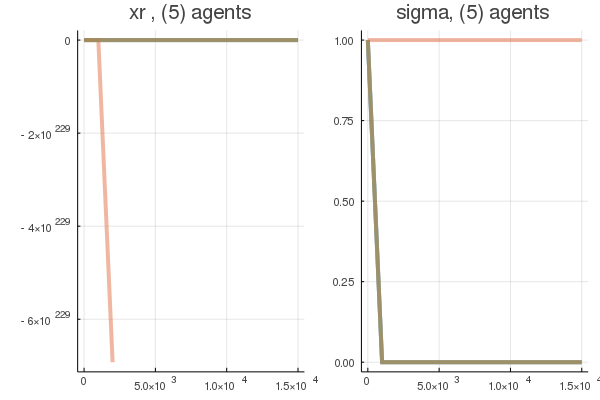 xr , (5) agents
0
- 2×10 229
- 4×10 229
- 6×10 229
0
5.0×10 3
1.0×10 4
1.5×10 4
sigma, (5) agents
1.00
0.75
0.50
0.25
0.00
0
5.0×10 3
1.0×10 4
1.5×10 4